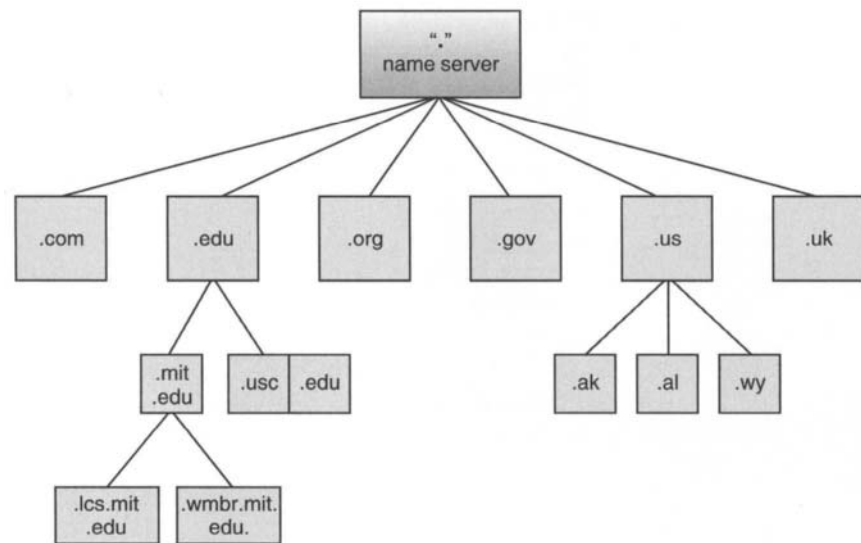 “.”
name server
.com
.edu
.org
.gov
.us
.uk
.mit
.edu
.usc
.edu
.ak
.al
.wy
.lcs.mit
.edu
.wmbr.mit.
edu.